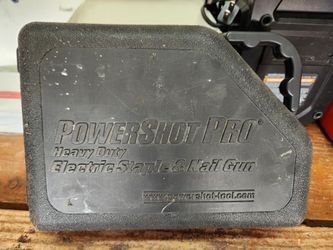 PowerShot Pro®
Heavy Duty
Electric Staple & Nail Gun
www.powershot-tool.com